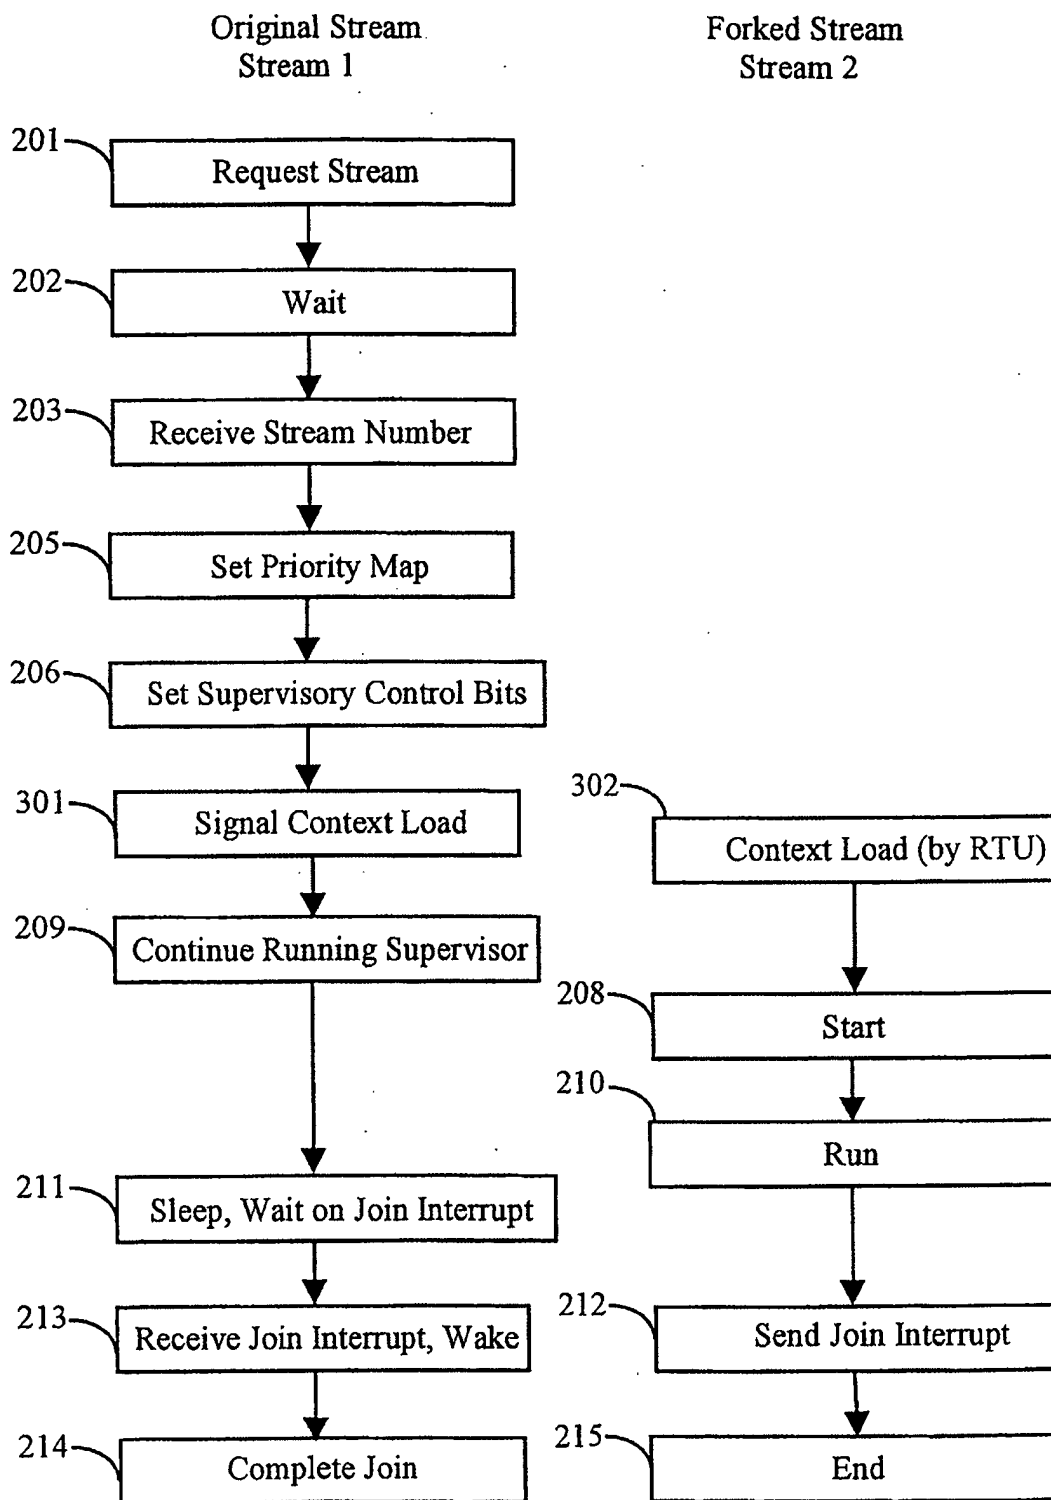 Original Stream
Stream 1
Forked Stream
Stream 2
201
Request Stream
202
Wait
203
Receive Stream Number
205
Set Priority Map
206
Set Supervisory Control Bits
301
Signal Context Load
302
Context Load (by RTU)
209
Continue Running Supervisor
208
Start
210
Run
211
Sleep, Wait on Join Interrupt
213
Receive Join Interrupt, Wake
212
Send Join Interrupt
214
Complete Join
215
End